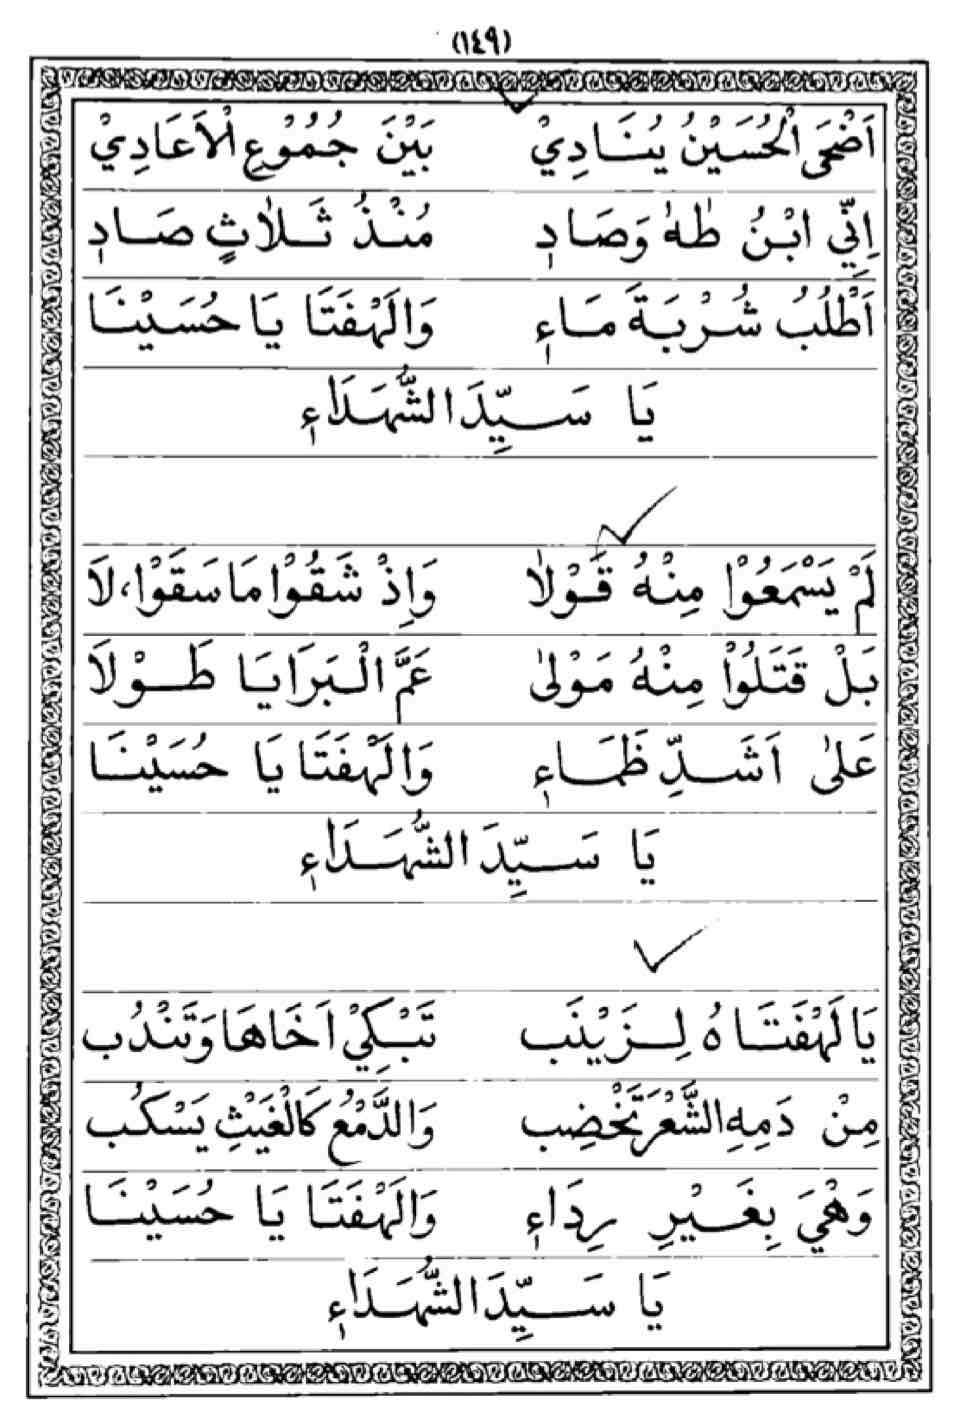 (١٤٩)
اَضْحَى الْحُسَيْنُ يُنَادِيْ بَيْنَ جُمُوْعِ الْاَعَادِيْ
اِنِّي ابْنُ طٰهٰ وَصَادٍ مُنْذُ ثَلَاثٍ صَادٍ
اَطْلُبُ شُرْبَةَ مَاءٍ وَالَهْفَتَا يَا حُسَيْنَا
يَا سَيِّدَ الشُّهَدَاءِ
لَمْ يَسْمَعُوْا مِنْهُ قَوْلَا وَاِذْ شَقُوْا مَا سَقَوْا، لَا
بَلْ قَتَلُوْا مِنْهُ مَوْلٰى عَمَّ الْبَرَايَا طَوْلَا
عَلٰى اَشَدِّ ظَمَاءٍ وَالَهْفَتَا يَا حُسَيْنَا
يَا سَيِّدَ الشُّهَدَاءِ
يَا لَهْفَتَاهُ لِزَيْنَب تَبْكِيْ اَخَاهَا وَتَنْدُب
مِنْ دَمِهِ الشَّعْرَ تَخْضِب وَالدَّمْعُ كَالْغَيْثِ يَسْكُب
وَهْيَ بِغَيْرِ رِدَاءٍ وَالَهْفَتَا يَا حُسَيْنَا
يَا سَيِّدَ الشُّهَدَاءِ